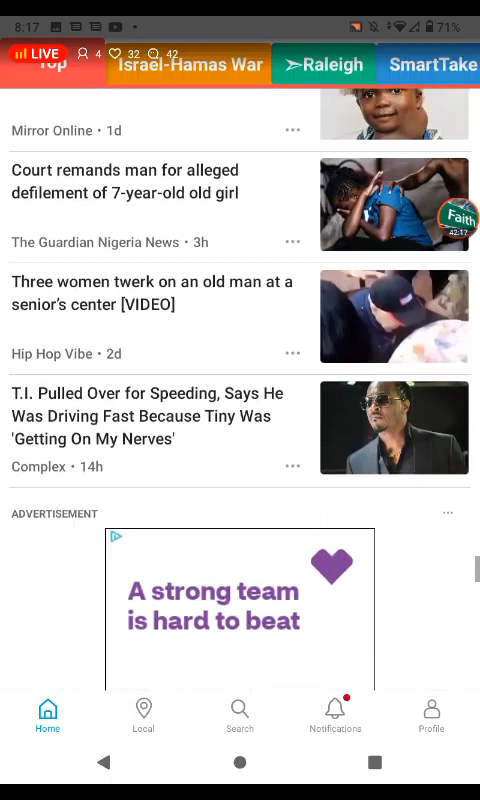 8:17
71%
LIVE 4 32 42
Top
Israel-Hamas War
Raleigh
SmartTake
Mirror Online • 1d
Court remands man for alleged
defilement of 7-year-old old girl
The Guardian Nigeria News • 3h
Faith
42:17
Three women twerk on an old man at a
senior’s center [VIDEO]
Hip Hop Vibe • 2d
T.I. Pulled Over for Speeding, Says He
Was Driving Fast Because Tiny Was
'Getting On My Nerves'
Complex • 14h
ADVERTISEMENT
A strong team
is hard to beat
Home
Local
Search
Notifications
Profile